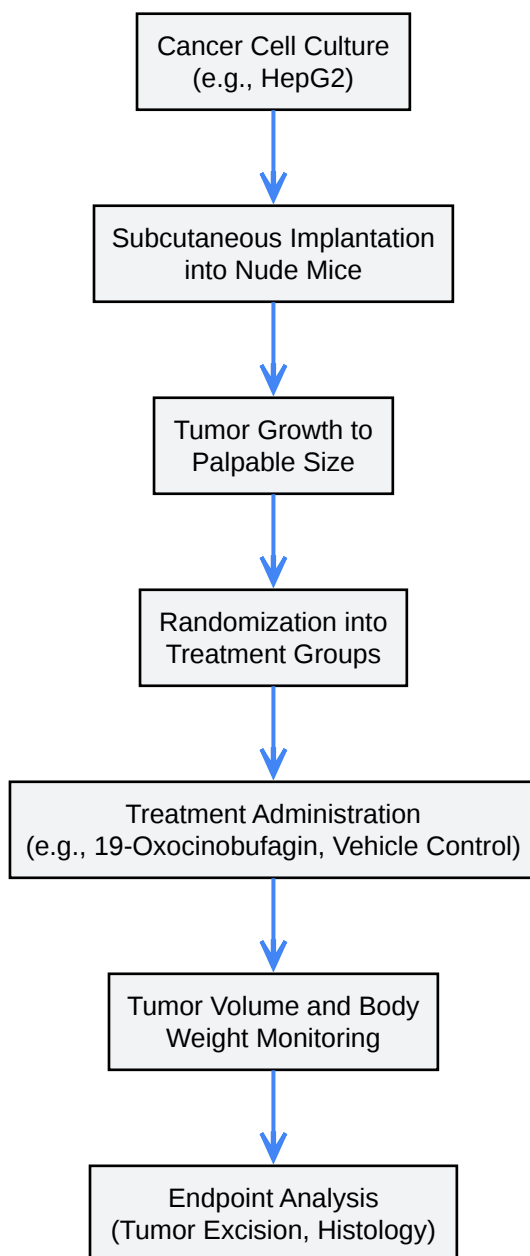 Cancer Cell Culture
(e.g., HepG2)
Subcutaneous Implantation
into Nude Mice
Tumor Growth to
Palpable Size
Randomization into
Treatment Groups
Treatment Administration
(e.g., 19-Oxocinobufagin, Vehicle Control)
Tumor Volume and Body
Weight Monitoring
Endpoint Analysis
(Tumor Excision, Histology)